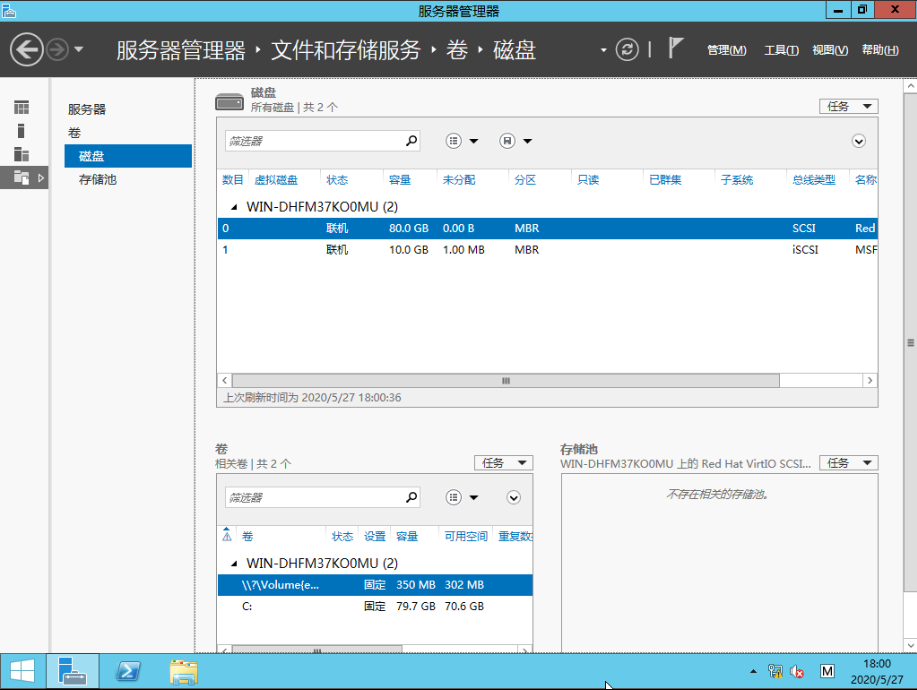 服务器管理器
服务器管理器 · 文件和存储服务 · 卷 · 磁盘
管理(M) 工具(T) 视图(V) 帮助(H)
服务器
卷
磁盘
存储池
磁盘
所有磁盘 | 共 2 个
任务
筛选器
数目 虚拟磁盘 状态 容量 未分配 分区 只读 已群集 子系统 总线类型 名称
WIN-DHFM37KO0MU (2)
0 联机 80.0 GB 0.00 B MBR SCSI Red
1 联机 10.0 GB 1.00 MB MBR iSCSI MSF
上次刷新时间为 2020/5/27 18:00:36
卷
相关卷 | 共 2 个
任务
筛选器
卷 状态 设置 容量 可用空间 重复数
WIN-DHFM37KO0MU (2)
\\?\Volume{e... 固定 350 MB 302 MB
C: 固定 79.7 GB 70.6 GB
存储池
WIN-DHFM37KO0MU 上的 Red Hat VirtIO SCSI...
任务
不存在相关的存储池。
M
18:00
2020/5/27